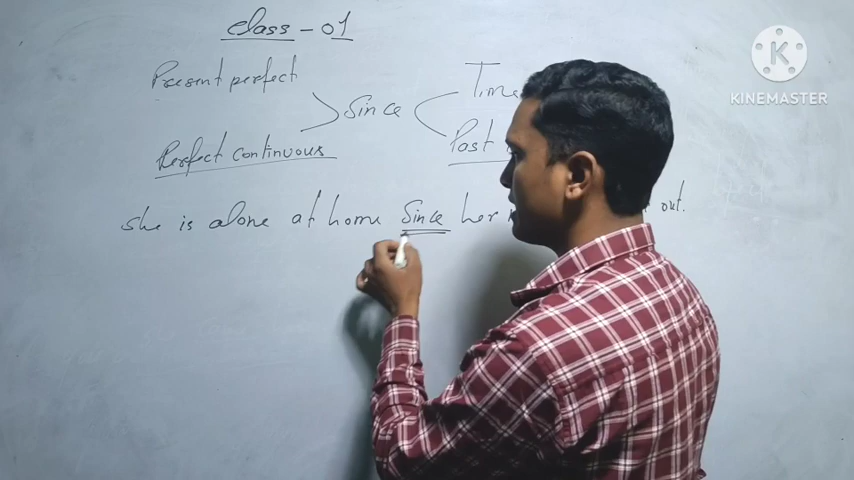 class - 01
Present perfect
Since
Time
Perfect continuous
Past
she is alone at home Since her out.
K
KINEMASTER